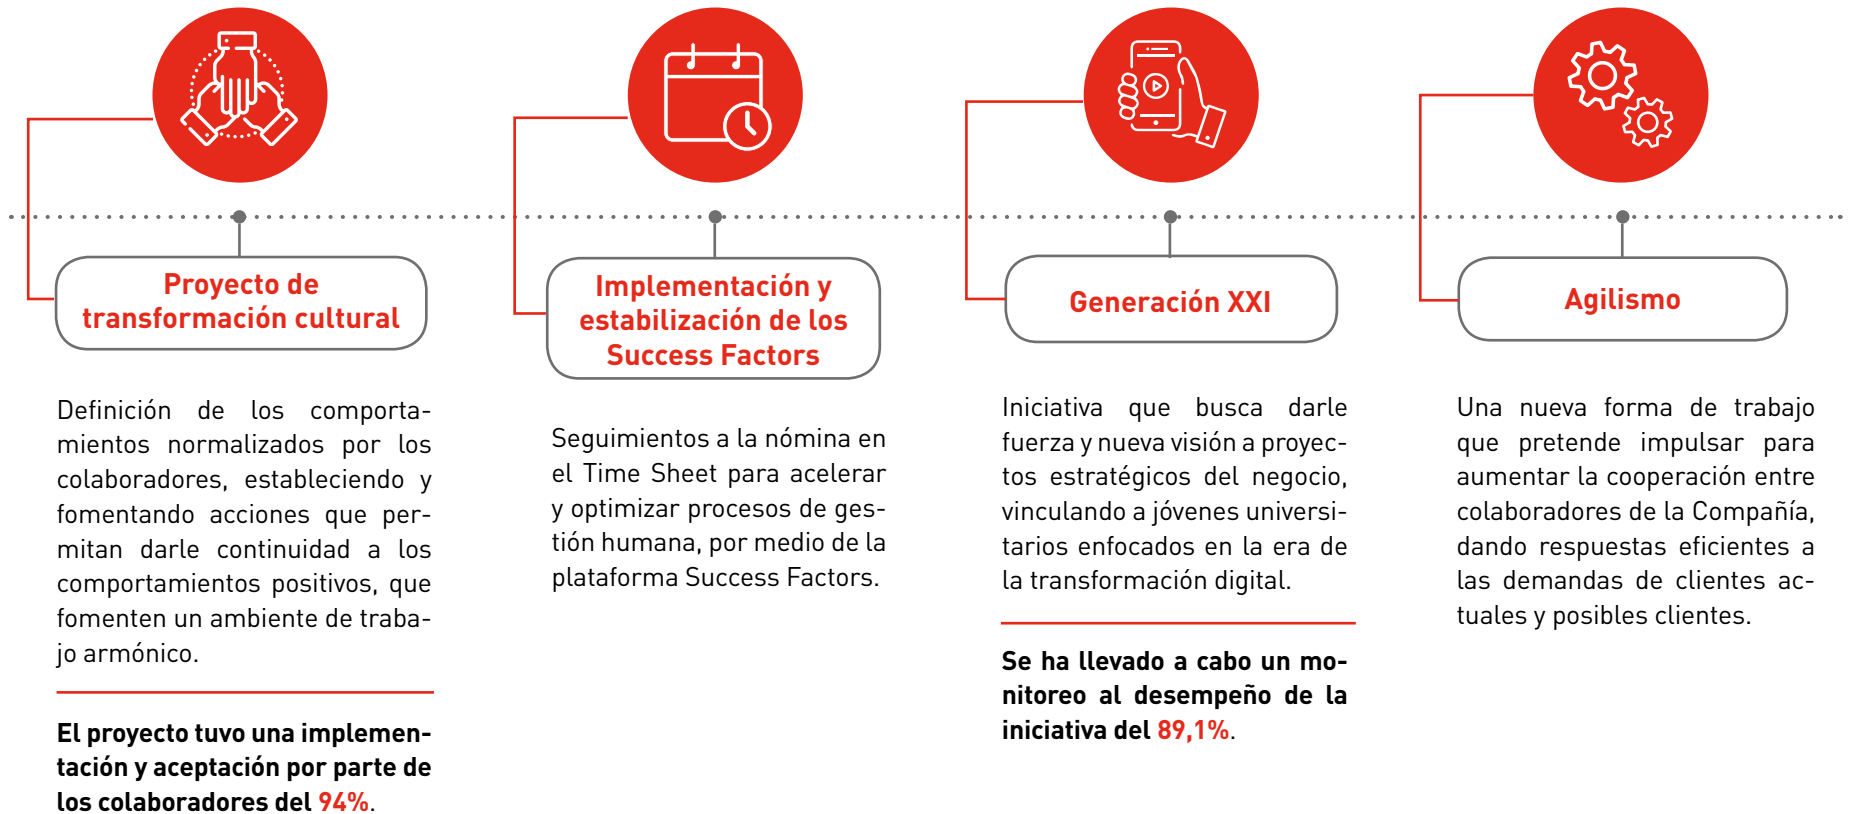 Proyecto de
transformación cultural
Definición de los comporta-
mientos normalizados por los
colaboradores, estableciendo y
fomentando acciones que per-
mitan darle continuidad a los
comportamientos positivos, que
fomenten un ambiente de traba-
jo armónico.
El proyecto tuvo una implemen-
tación y aceptación por parte de
los colaboradores del 94%.
Implementación y
estabilización de los
Success Factors
Seguimientos a la nómina en
el Time Sheet para acelerar
y optimizar procesos de ges-
tión humana, por medio de la
plataforma Success Factors.
Generación XXI
Iniciativa que busca darle
fuerza y nueva visión a proyec-
tos estratégicos del negocio,
vinculando a jóvenes universi-
tarios enfocados en la era de
la transformación digital.
Se ha llevado a cabo un mo-
nitoreo al desempeño de la
iniciativa del 89,1%.
Agilismo
Una nueva forma de trabajo
que pretende impulsar para
aumentar la cooperación entre
colaboradores de la Compañía,
dando respuestas eficientes a
las demandas de clientes ac-
tuales y posibles clientes.